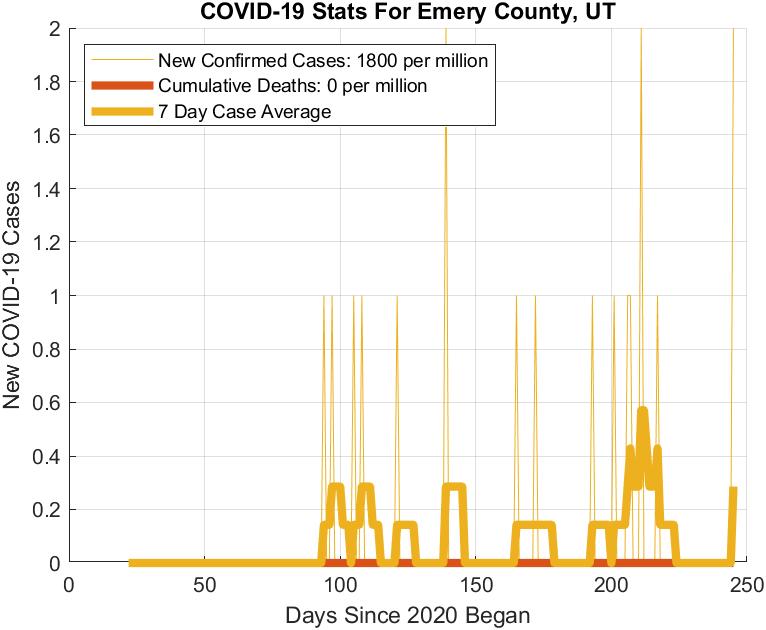 COVID-19 Stats For Emery County, UT
New Confirmed Cases: 1800 per million
Cumulative Deaths: 0 per million
7 Day Case Average
New COVID-19 Cases
2
1.8
1.6
1.4
1.2
1
0.8
0.6
0.4
0.2
0
0 50 100 150 200 250
Days Since 2020 Began